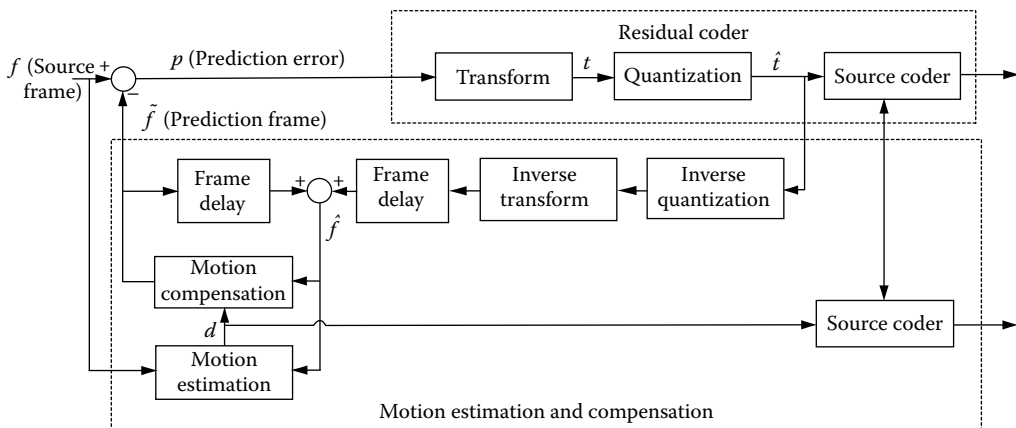 Residual coder
f (Source
frame)
+
−
p (Prediction error)
Transform
t
Quantization
t̂
Source coder
f̃ (Prediction frame)
Frame
delay
+
+
Frame
delay
Inverse
transform
Inverse
quantization
f̂
Motion
compensation
d
Source coder
Motion
estimation
Motion estimation and compensation